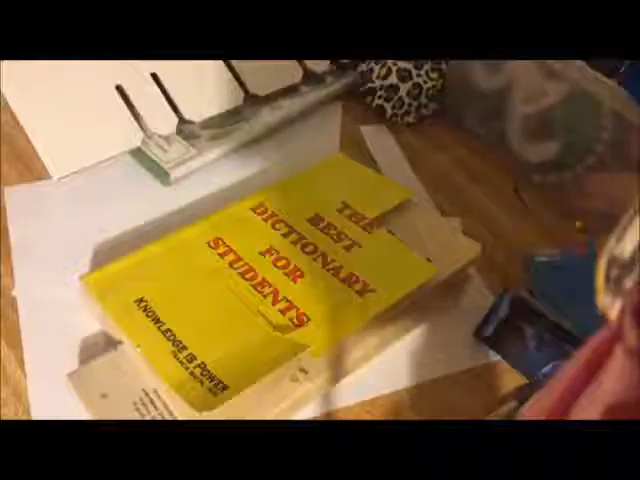 THE
BEST
DICTIONARY
FOR
STUDENTS
KNOWLEDGE IS POWER